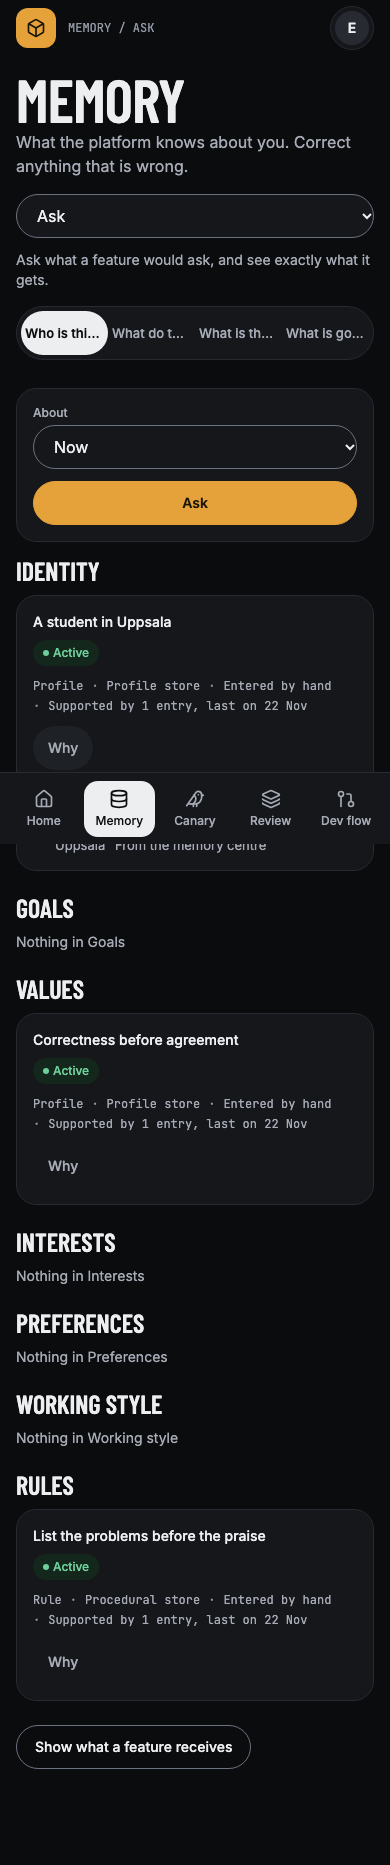 MEMORY / ASK
E
MEMORY
What the platform knows about you. Correct
anything that is wrong.
Ask
Ask what a feature would ask, and see exactly what it
gets.
Who is thi... What do t... What is th... What is go...
About
Now
Ask
IDENTITY
A student in Uppsala
Active
Profile · Profile store · Entered by hand
· Supported by 1 entry, last on 22 Nov
Why
Home Memory Canary Review Dev flow
Uppsala From the memory centre
GOALS
Nothing in Goals
VALUES
Correctness before agreement
Active
Profile · Profile store · Entered by hand
· Supported by 1 entry, last on 22 Nov
Why
INTERESTS
Nothing in Interests
PREFERENCES
Nothing in Preferences
WORKING STYLE
Nothing in Working style
RULES
List the problems before the praise
Active
Rule · Procedural store · Entered by hand
· Supported by 1 entry, last on 22 Nov
Why
Show what a feature receives